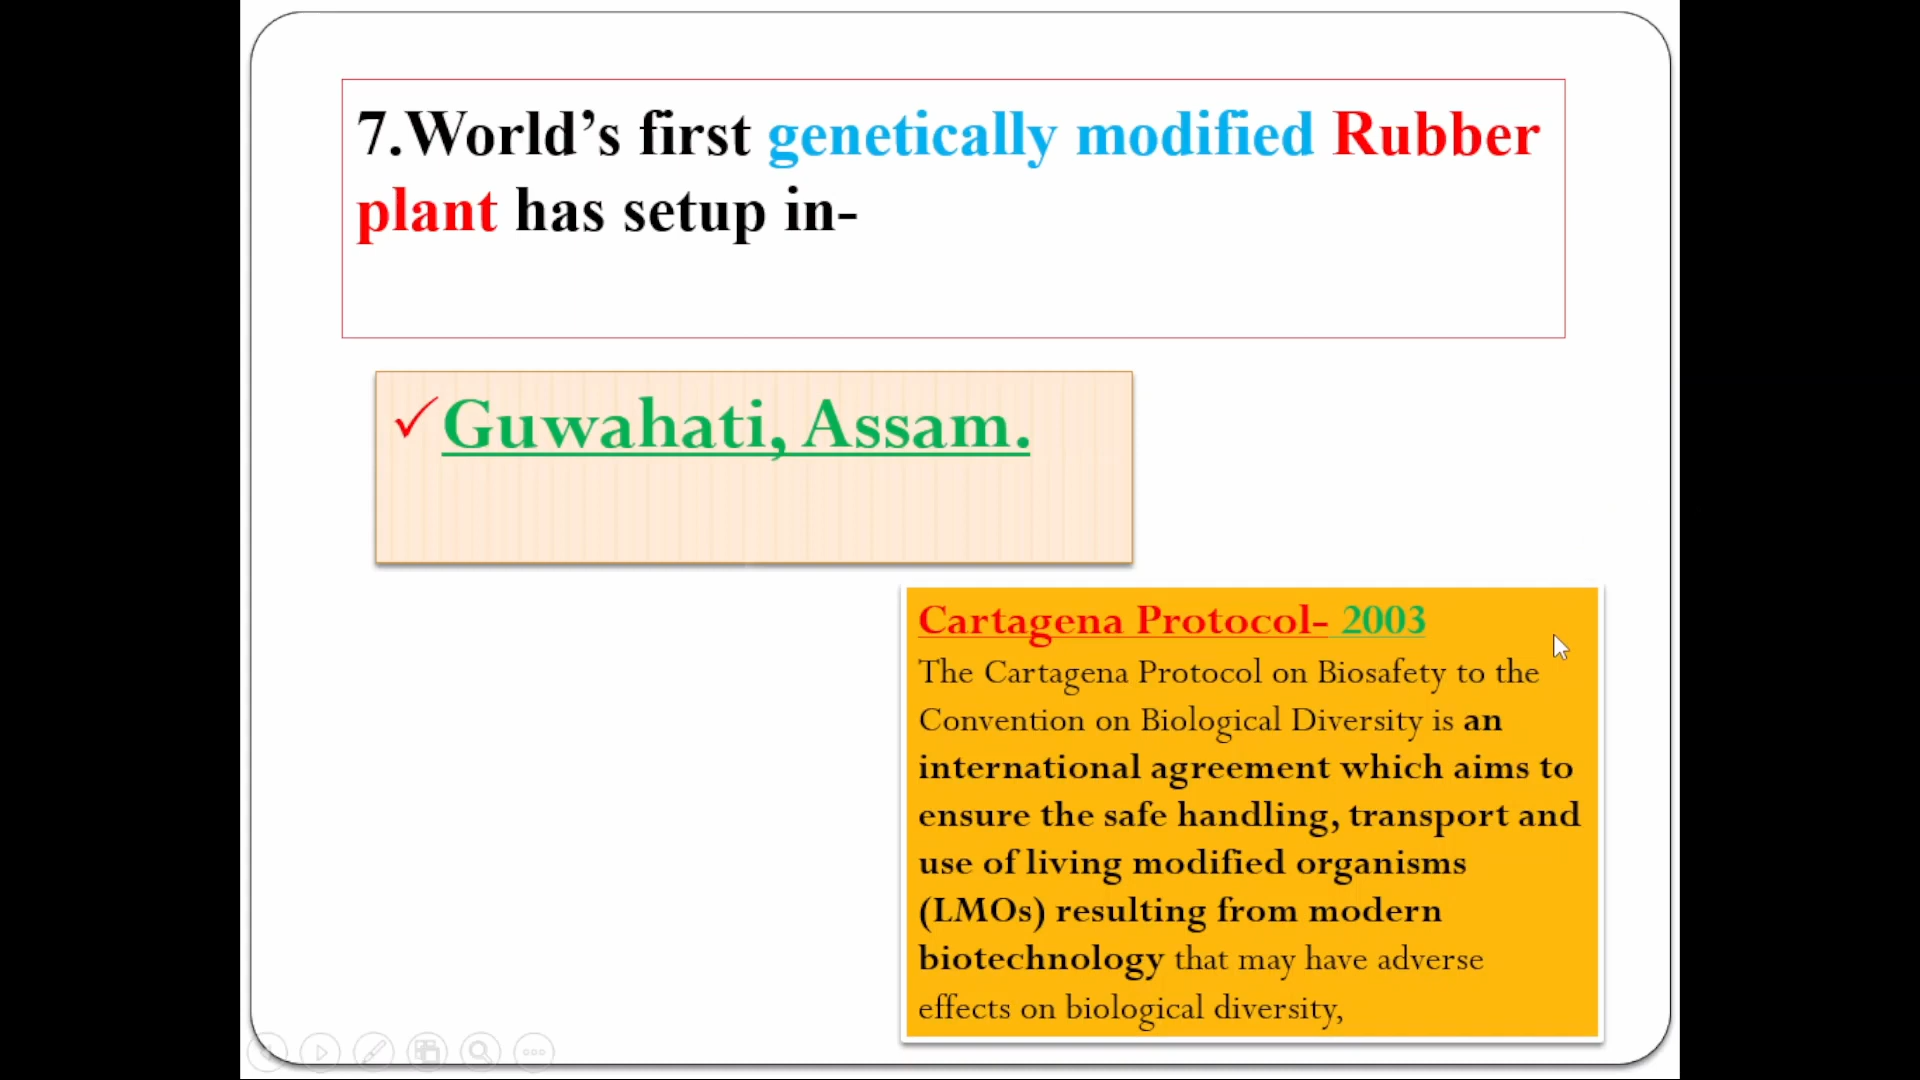 7.World’s first genetically modified Rubber
plant has setup in-
✓Guwahati, Assam.
Cartagena Protocol- 2003
The Cartagena Protocol on Biosafety to the
Convention on Biological Diversity is an
international agreement which aims to
ensure the safe handling, transport and
use of living modified organisms
(LMOs) resulting from modern
biotechnology that may have adverse
effects on biological diversity,